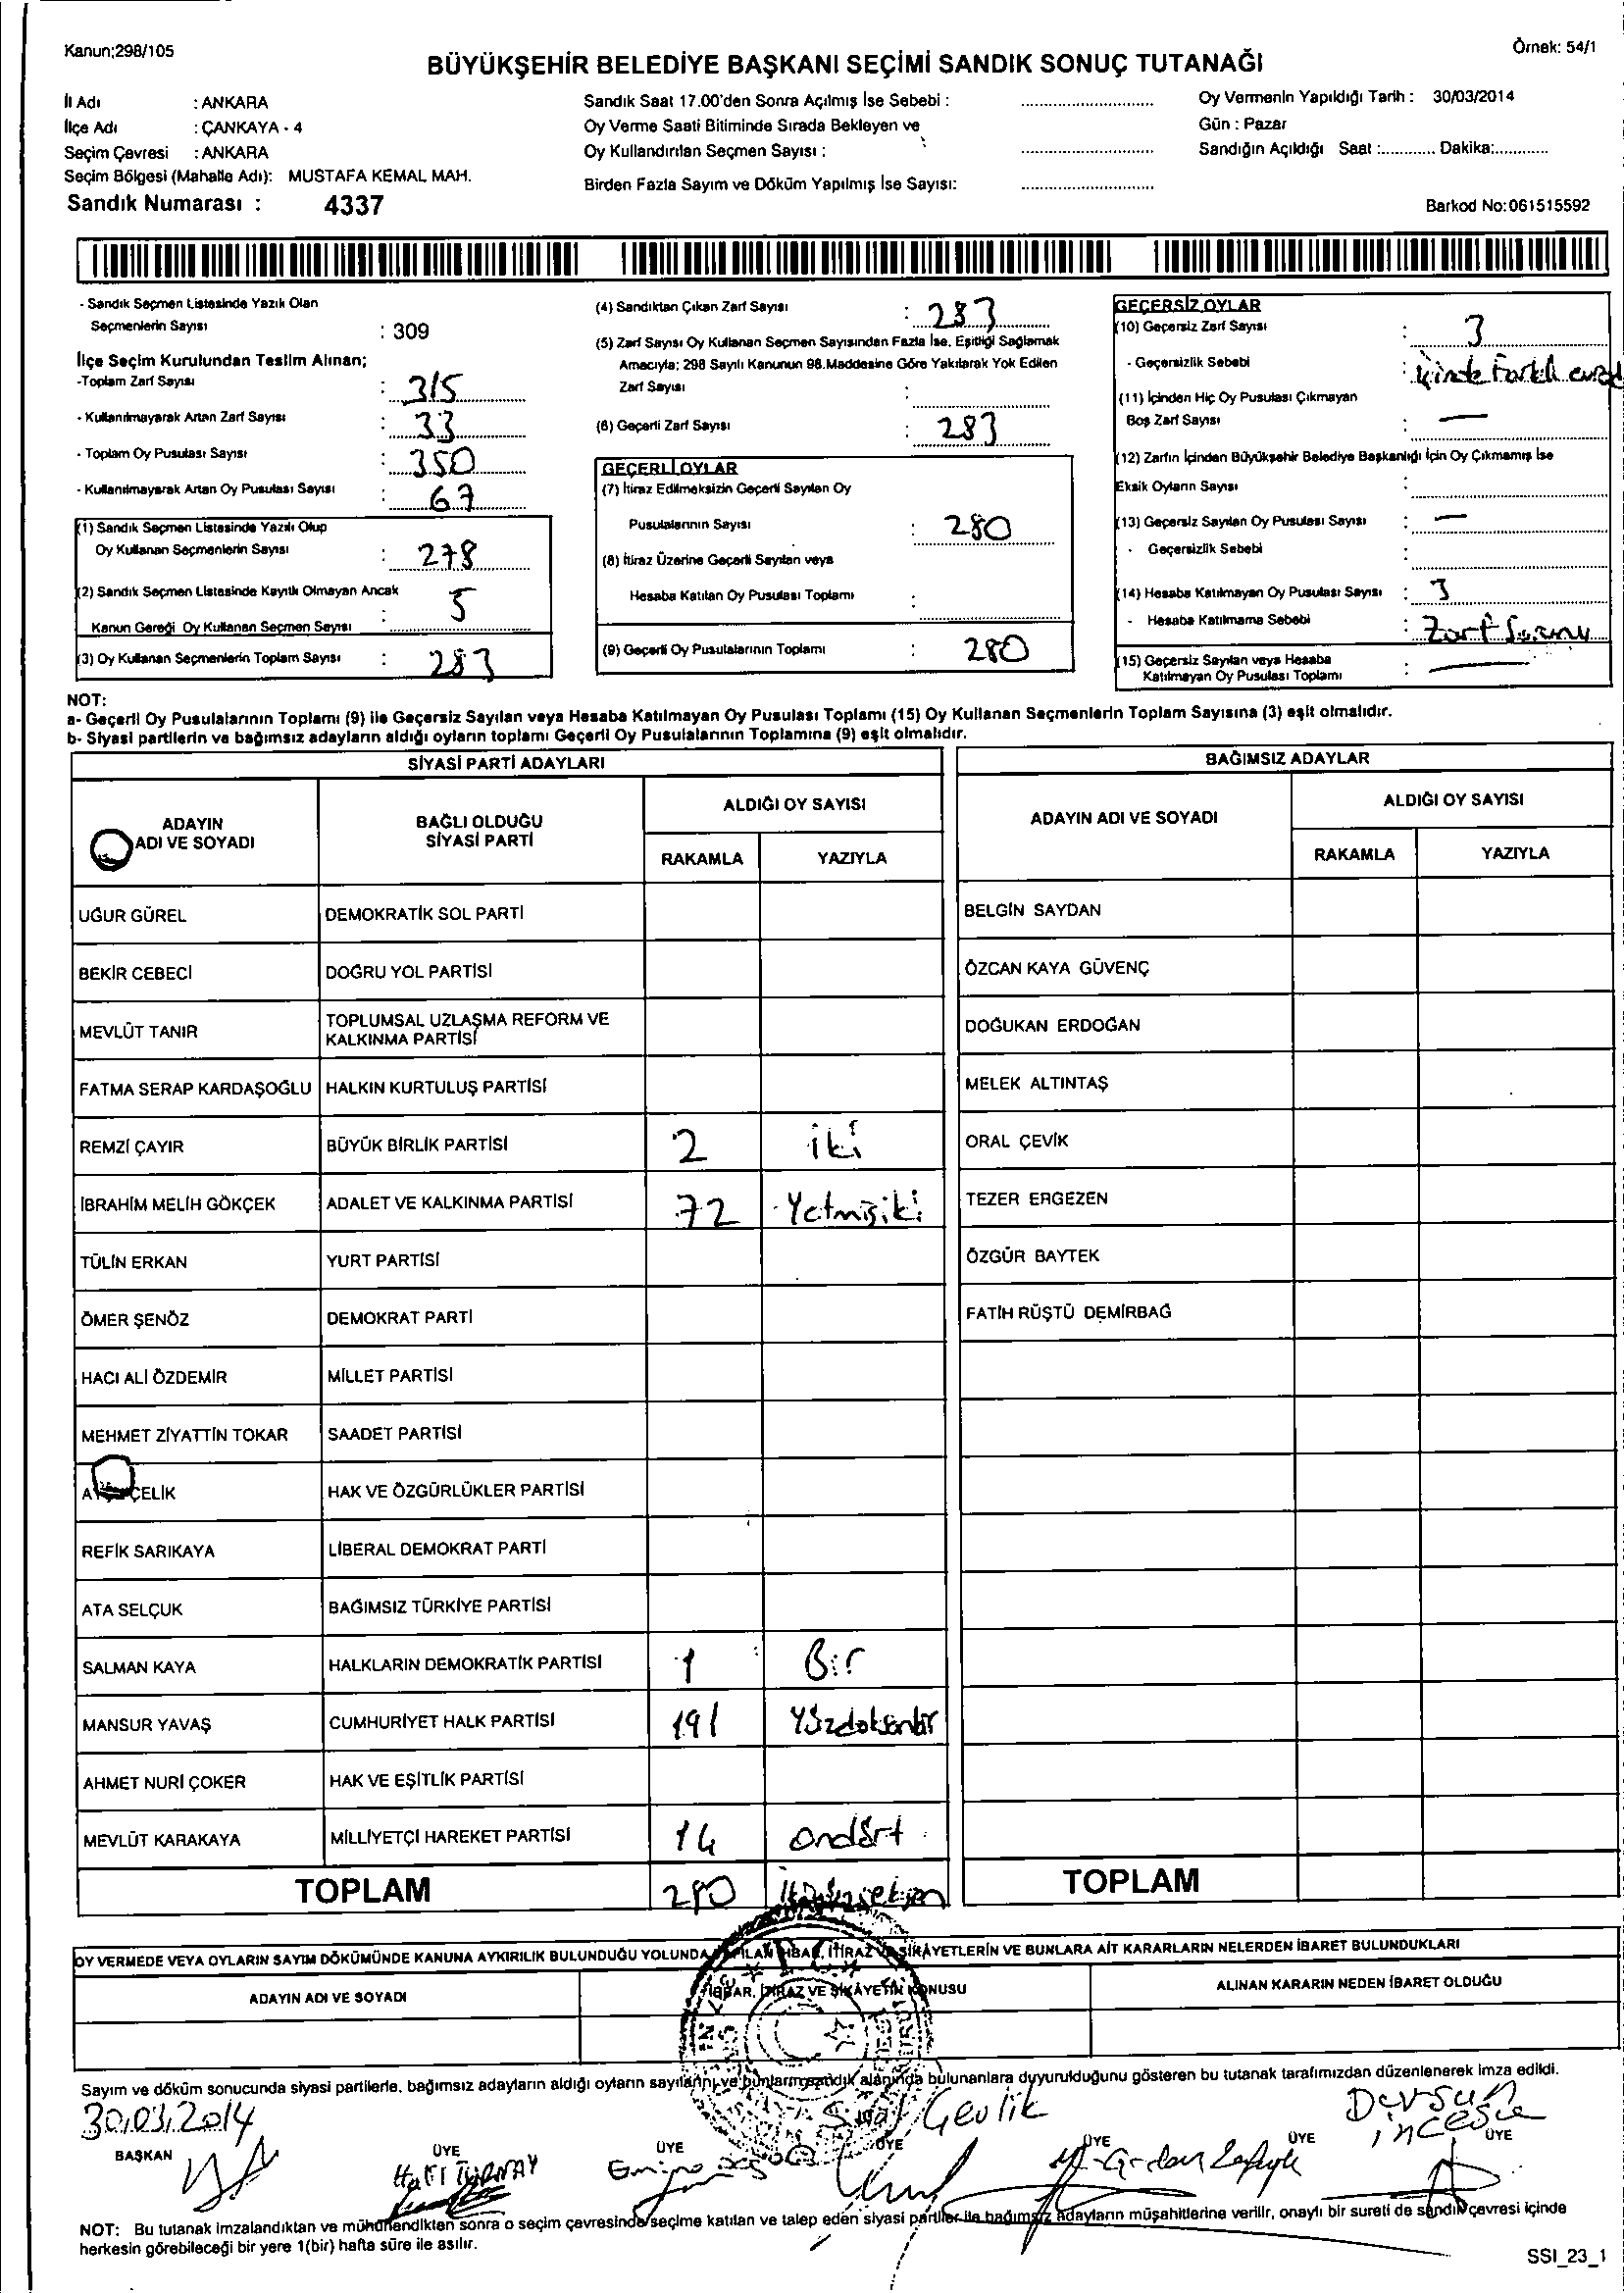 Kanun;298/105
Örnek: 54/1
BÜYÜKŞEHİR BELEDİYE BAŞKANI SEÇİMİ SANDIK SONUÇ TUTANAĞI
İl Adı : ANKARA
İlçe Adı : ÇANKAYA - 4
Seçim Çevresi : ANKARA
Seçim Bölgesi (Mahalle Adı): MUSTAFA KEMAL MAH.
Sandık Numarası : 4337
Sandık Saat 17.00'den Sonra Açılmış İse Sebebi :
Oy Verme Saati Bitiminde Sırada Bekleyen ve
Oy Kullandırılan Seçmen Sayısı :
Birden Fazla Sayım ve Döküm Yapılmış İse Sayısı:
Oy Vermenin Yapıldığı Tarih : 30/03/2014
Gün : Pazar
Sandığın Açıldığı Saat :............ Dakika:............
Barkod No:061515592
- Sandık Seçmen Listesinde Yazılı Olan
Seçmenlerin Sayısı : 309
İlçe Seçim Kurulundan Teslim Alınan;
-Toplam Zarf Sayısı : 315
- Kullanılmayarak Artan Zarf Sayısı : 33
- Toplam Oy Pusulası Sayısı : 350
- Kullanılmayarak Artan Oy Pusulası Sayısı : 67
(1) Sandık Seçmen Listesinde Yazılı Olup
Oy Kullanan Seçmenlerin Sayısı : 278
(2) Sandık Seçmen Listesinde Kayıtlı Olmayan Ancak
Kanun Gereği Oy Kullanan Seçmen Sayısı : 5
(3) Oy Kullanan Seçmenlerin Toplam Sayısı : 283
(4) Sandıktan Çıkan Zarf Sayısı : 283
(5) Zarf Sayısı Oy Kullanan Seçmen Sayısından Fazla İse, Eşitliği Sağlamak
Amacıyla; 298 Sayılı Kanunun 98.Maddesine Göre Yakılarak Yok Edilen
Zarf Sayısı :
(6) Geçerli Zarf Sayısı : 283
GEÇERLİ OYLAR
(7) İtiraz Edilmeksizin Geçerli Sayılan Oy
Pusulalarının Sayısı : 280
(8) İtiraz Üzerine Geçerli Sayılan veya
Hesaba Katılan Oy Pusulası Toplamı :
(9) Geçerli Oy Pusulalarının Toplamı : 280
GEÇERSİZ OYLAR
(10) Geçersiz Zarf Sayısı : 3
- Geçersizlik Sebebi : içinde Farklı
(11) İçinden Hiç Oy Pusulası Çıkmayan
Boş Zarf Sayısı : —
(12) Zarfın İçinden Büyükşehir Belediye Başkanlığı İçin Oy Çıkmamış İse
Eksik Oyların Sayısı :
(13) Geçersiz Sayılan Oy Pusulası Sayısı : —
- Geçersizlik Sebebi :
(14) Hesaba Katılmayan Oy Pusulası Sayısı : 3
- Hesaba Katılmama Sebebi : Zarf
(15) Geçersiz Sayılan veya Hesaba
Katılmayan Oy Pusulası Toplamı : —
NOT:
a- Geçerli Oy Pusulalarının Toplamı (9) ile Geçersiz Sayılan veya Hesaba Katılmayan Oy Pusulası Toplamı (15) Oy Kullanan Seçmenlerin Toplam Sayısına (3) eşit olmalıdır.
b- Siyasi partilerin ve bağımsız adayların aldığı oyların toplamı Geçerli Oy Pusulalarının Toplamına (9) eşit olmalıdır.
SİYASİ PARTİ ADAYLARI
ADAYIN ADI VE SOYADI
BAĞLI OLDUĞU SİYASİ PARTİ
ALDIĞI OY SAYISI
RAKAMLA YAZIYLA
UĞUR GÜREL DEMOKRATİK SOL PARTİ
BEKİR CEBECİ DOĞRU YOL PARTİSİ
MEVLÜT TANIR TOPLUMSAL UZLAŞMA REFORM VE KALKINMA PARTİSİ
FATMA SERAP KARDAŞOĞLU HALKIN KURTULUŞ PARTİSİ
REMZİ ÇAYIR BÜYÜK BİRLİK PARTİSİ 2 iki
İBRAHİM MELİH GÖKÇEK ADALET VE KALKINMA PARTİSİ 72 Yetmişiki
TÜLİN ERKAN YURT PARTİSİ
ÖMER ŞENÖZ DEMOKRAT PARTİ
HACI ALİ ÖZDEMİR MİLLET PARTİSİ
MEHMET ZİYATTİN TOKAR SAADET PARTİSİ
ÇELİK HAK VE ÖZGÜRLÜKLER PARTİSİ
REFİK SARIKAYA LİBERAL DEMOKRAT PARTİ
ATA SELÇUK BAĞIMSIZ TÜRKİYE PARTİSİ
SALMAN KAYA HALKLARIN DEMOKRATİK PARTİSİ 1 Bir
MANSUR YAVAŞ CUMHURİYET HALK PARTİSİ 191 Yüzdoksanbir
AHMET NURİ ÇOKER HAK VE EŞİTLİK PARTİSİ
MEVLÜT KARAKAYA MİLLİYETÇİ HAREKET PARTİSİ 14 ondört
TOPLAM 280 ikiyüzseksen
BAĞIMSIZ ADAYLAR
ADAYIN ADI VE SOYADI
ALDIĞI OY SAYISI
RAKAMLA YAZIYLA
BELGİN SAYDAN
ÖZCAN KAYA GÜVENÇ
DOĞUKAN ERDOĞAN
MELEK ALTINTAŞ
ORAL ÇEVİK
TEZER ERGEZEN
ÖZGÜR BAYTEK
FATİH RÜŞTÜ DEMİRBAĞ
TOPLAM
OY VERMEDE VEYA OYLARIN SAYIM DÖKÜMÜNDE KANUNA AYKIRILIK BULUNDUĞU YOLUNDA YAPILAN İHBAR, İTİRAZ VE ŞİKAYETLERİN VE BUNLARA AİT KARARLARIN NELERDEN İBARET BULUNDUKLARI
ADAYIN ADI VE SOYADI
İHBAR, İTİRAZ VE ŞİKAYETİN KONUSU
ALINAN KARARIN NEDEN İBARET OLDUĞU
Sayım ve döküm sonucunda siyasi partilerle, bağımsız adayların aldığı oyların sayılarını ve bunların sandık alanında bulunanlara duyurulduğunu gösteren bu tutanak tarafımızdan düzenlenerek imza edildi.
30.03.2014
BAŞKAN
ÜYE
ÜYE
ÜYE
ÜYE
ÜYE
ÜYE
Dursun
NOT: Bu tutanak imzalandıktan ve mühürlendikten sonra o seçim çevresinde seçime katılan ve talep eden siyasi partiler ile bağımsız adayların müşahitlerine verilir, onaylı bir sureti de sandık çevresi içinde
herkesin görebileceği bir yere 1(bir) hafta süre ile asılır.
SSI_23_1